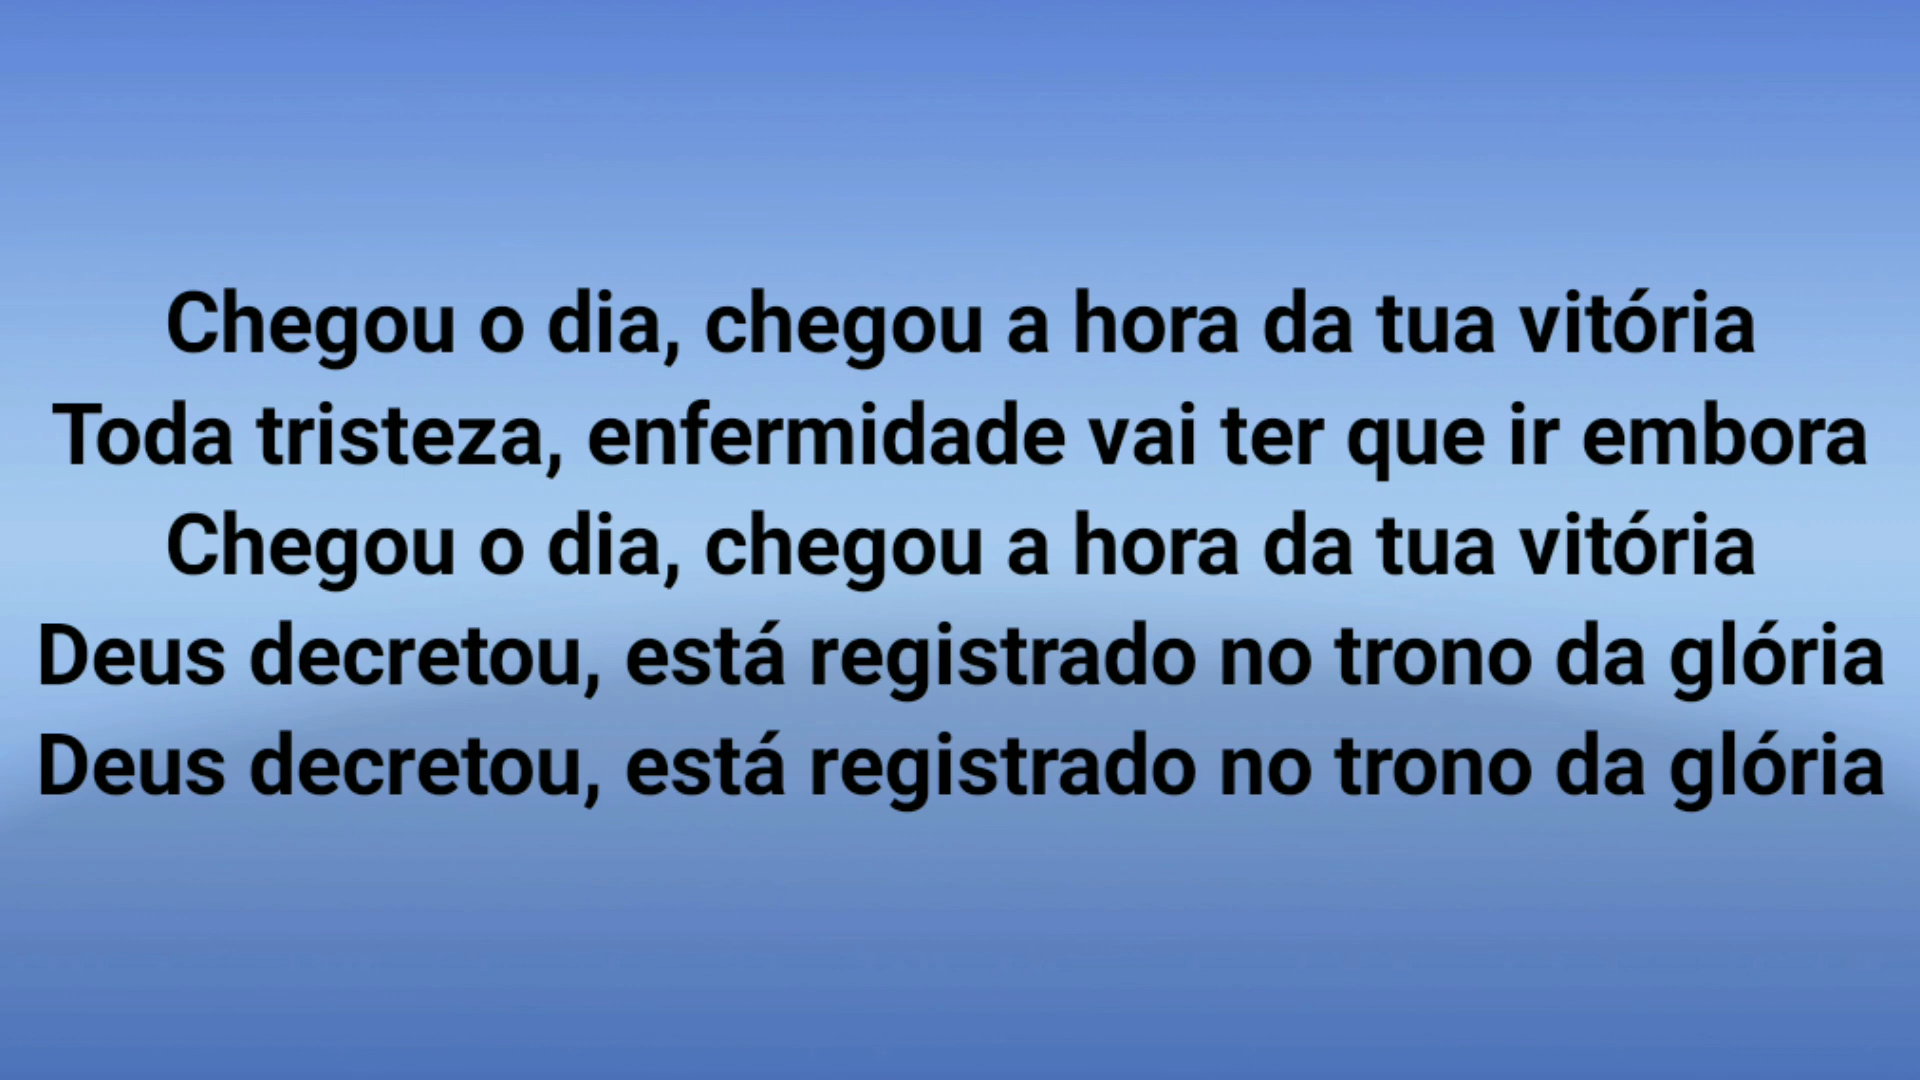 Chegou o dia, chegou a hora da tua vitória
Toda tristeza, enfermidade vai ter que ir embora
Chegou o dia, chegou a hora da tua vitória
Deus decretou, está registrado no trono da glória
Deus decretou, está registrado no trono da glória